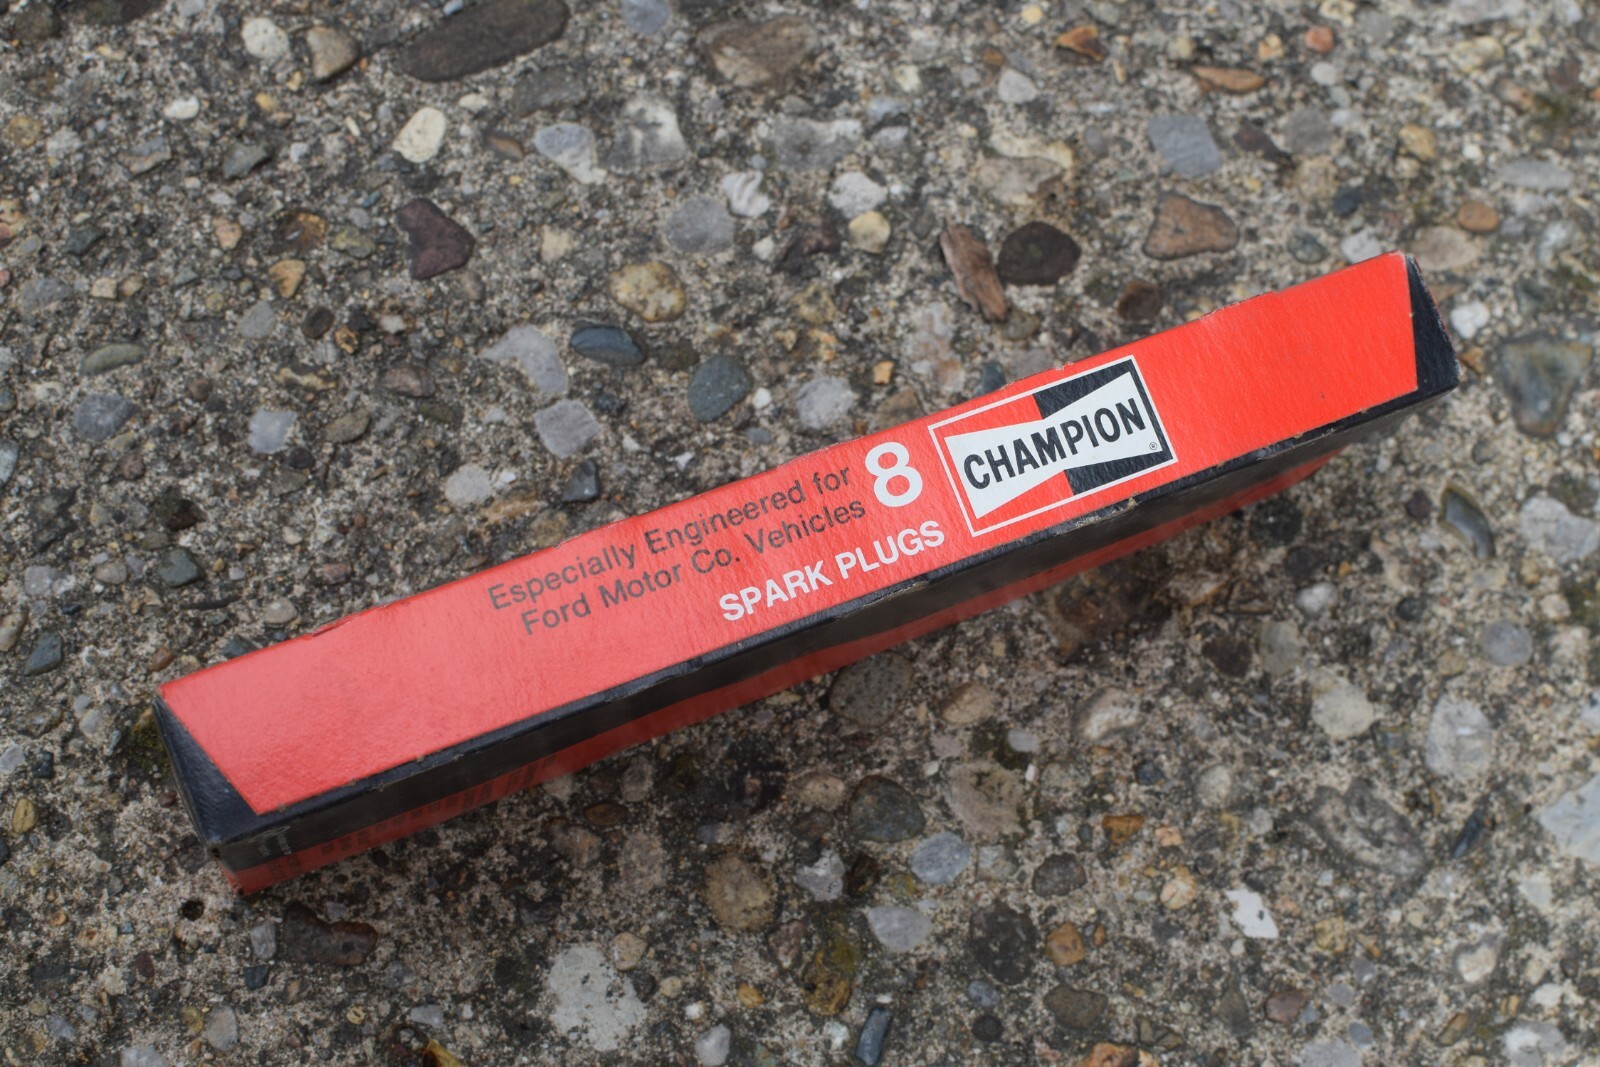 Especially Engineered for
Ford Motor Co. Vehicles
8
SPARK PLUGS
CHAMPION®